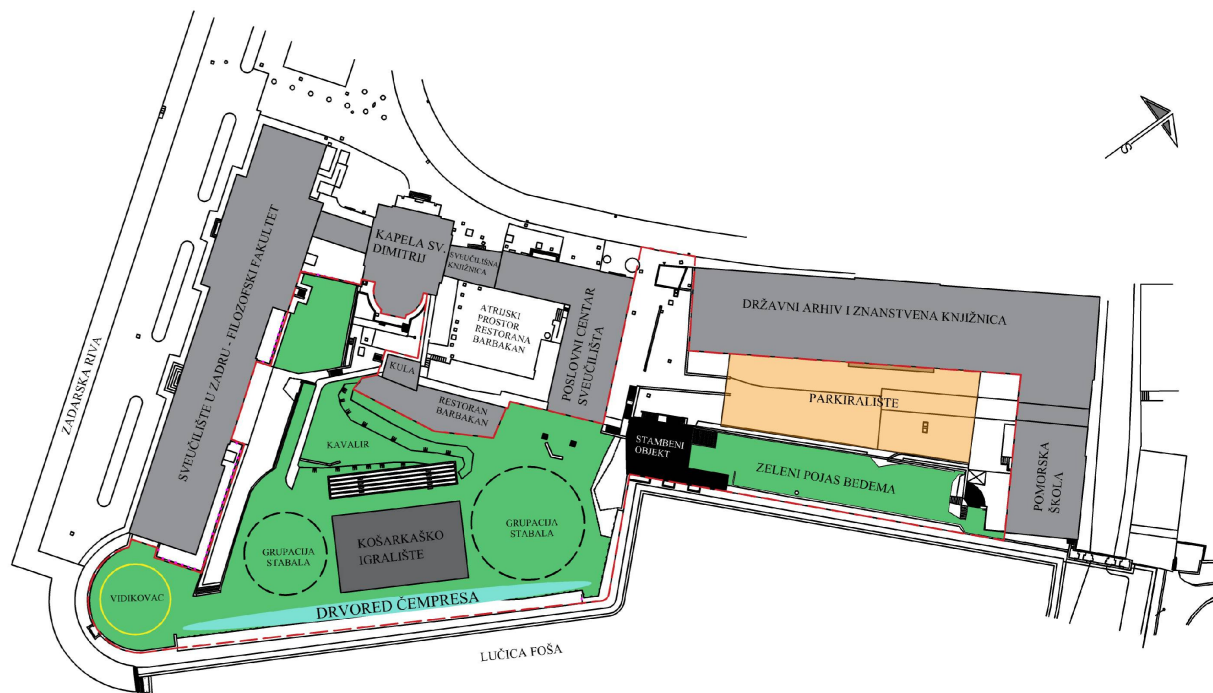 S
ZADARSKA RIVA
SVEUČILIŠTE U ZADRU - FILOZOFSKI FAKULTET
KAPELA SV.
DIMITRIJ
SVEUČILIŠNA
KNJIŽNICA
ATRIJSKI
PROSTOR
RESTORANA
BARBAKAN
POSLOVNI CENTAR
SVEUČILIŠTA
DRŽAVNI ARHIV I ZNANSTVENA KNJIŽNICA
KULA
RESTORAN
BARBAKAN
PARKIRALIŠTE
KAVALIR
STAMBENI
OBJEKT
ZELENI POJAS BEDEMA
POMORSKA
ŠKOLA
GRUPACIJA
STABALA
KOŠARKAŠKO
IGRALIŠTE
GRUPACIJA
STABALA
VIDIKOVAC
DRVORED ČEMPRESA
LUČICA FOŠA